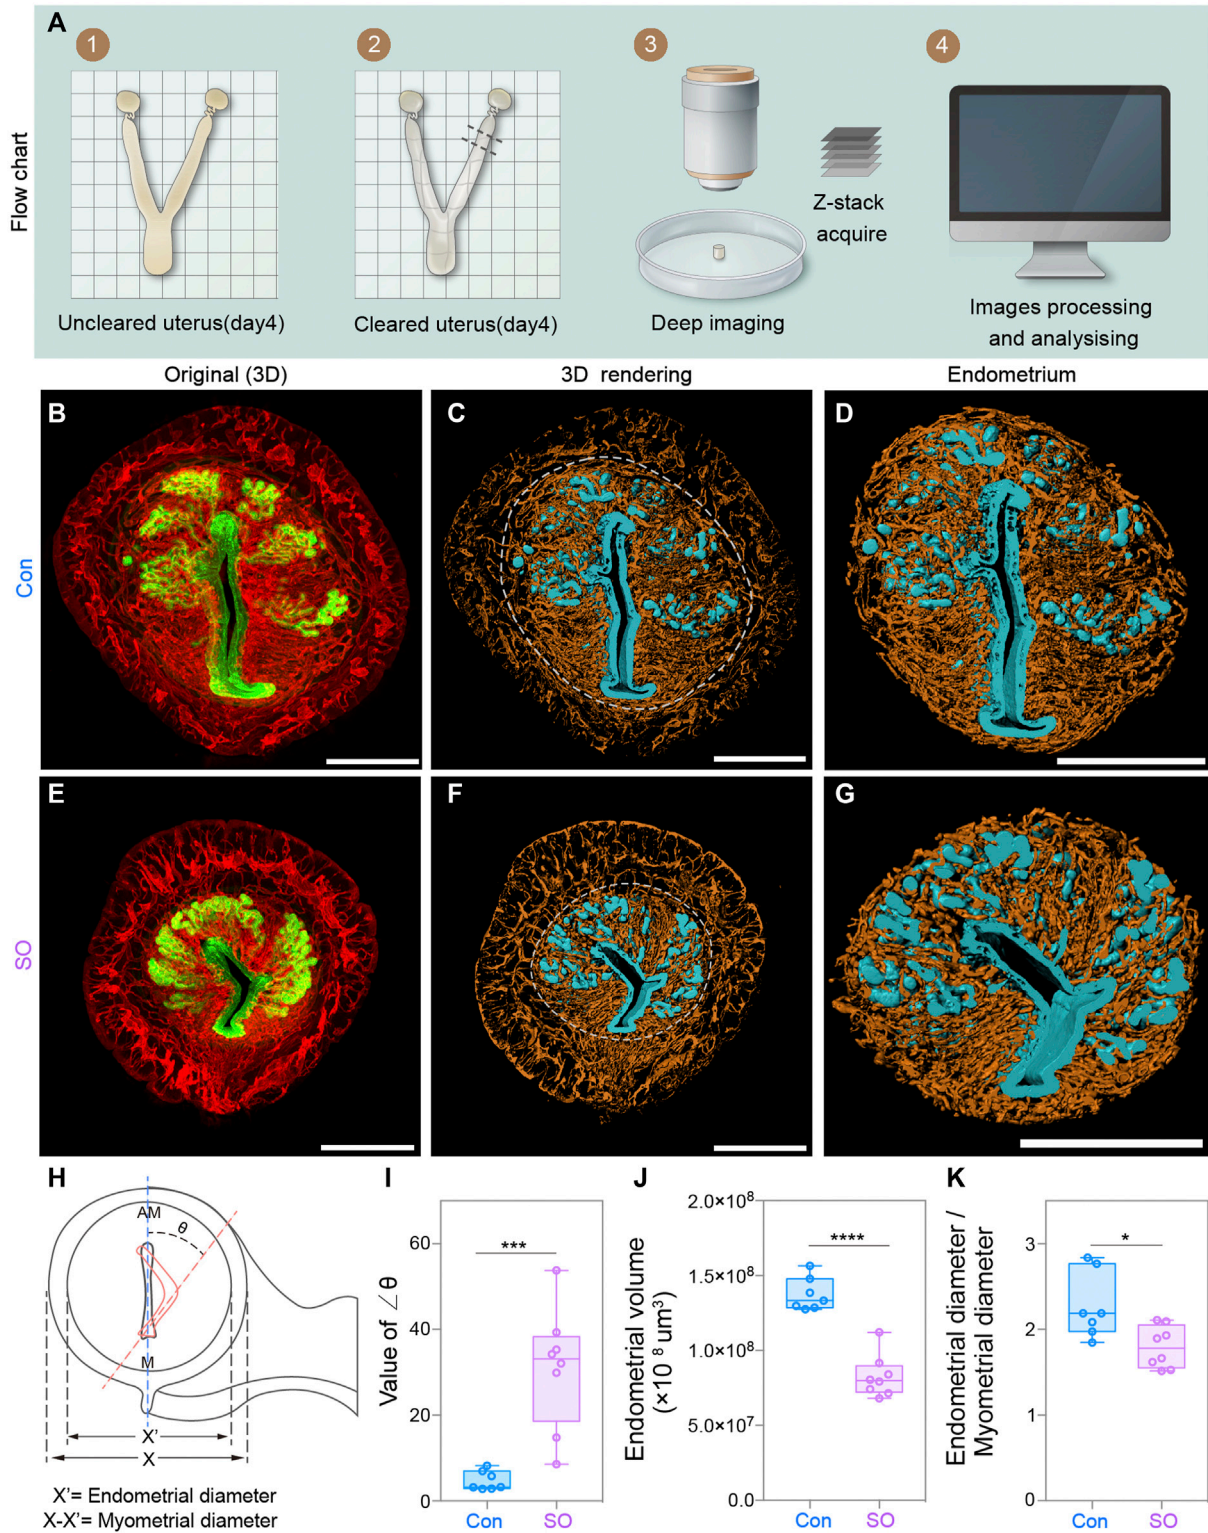 A
1
2
3
4
Flow chart
Z-stack
acquire
Uncleared uterus(day4)
Cleared uterus(day4)
Deep imaging
Images processing
and analysising
Original (3D)
3D rendering
Endometrium
Con
B
C
D
SO
E
F
G
H
AM
θ
M
X'
X
X'= Endometrial diameter
X-X'= Myometrial diameter
I
Value of ∠θ
60
40
20
0
***
Con
SO
J
Endometrial volume
(×10 ⁸ um³)
2.0×10⁸
1.5×10⁸
1.0×10⁸
5.0×10⁷
0.0
****
Con
SO
K
Endometrial diameter /
Myometrial diameter
3
2
1
0
*
Con
SO